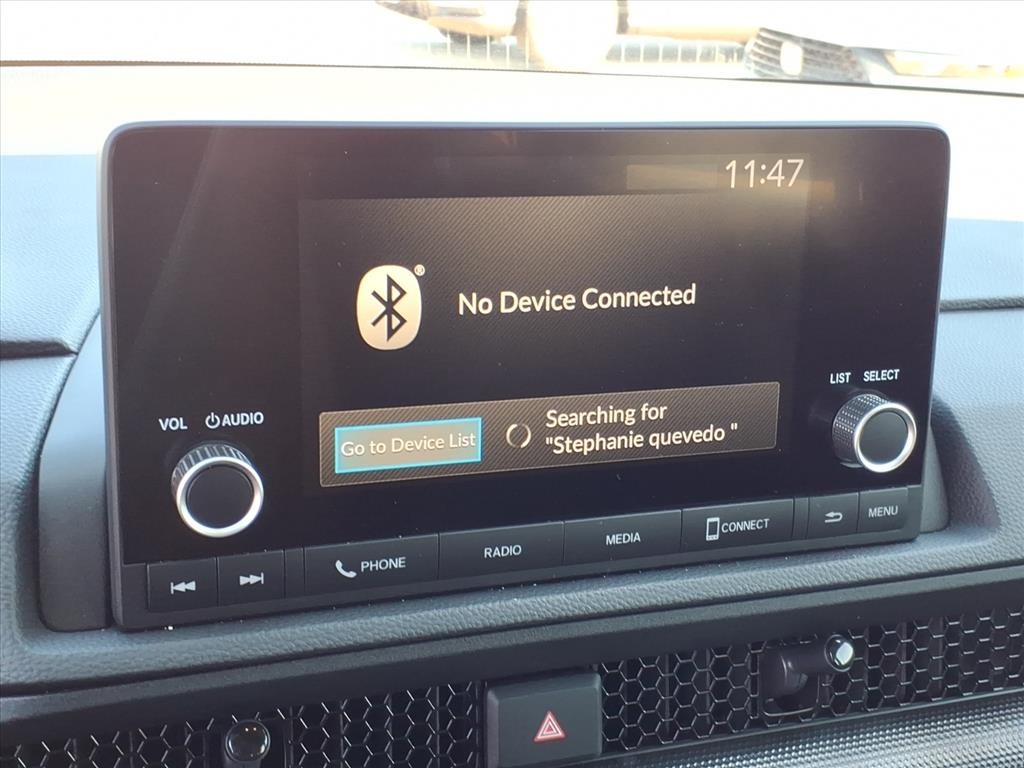 11:47
®
No Device Connected
LIST SELECT
VOL AUDIO
Go to Device List
Searching for
"Stephanie quevedo "
PHONE
RADIO
MEDIA
CONNECT
MENU